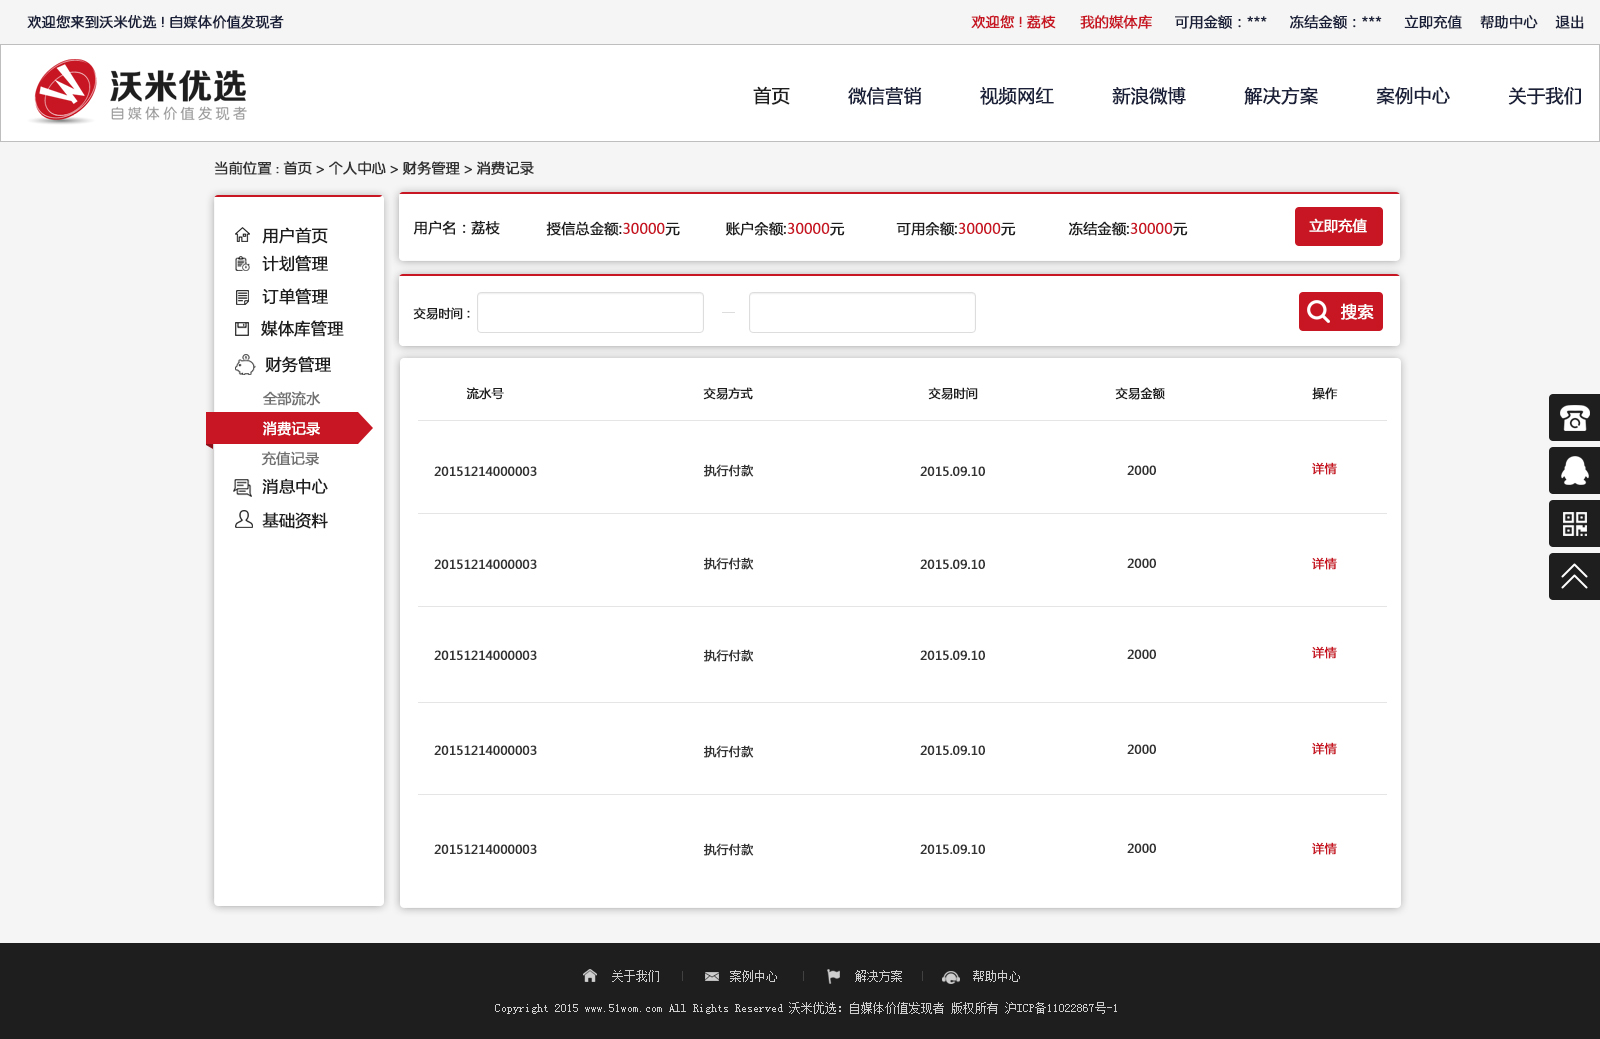 欢迎您来到沃米优选 ! 自媒体价值发现者
欢迎您 ! 荔枝 我的媒体库 可用金额 : *** 冻结金额 : *** 立即充值 帮助中心 退出
沃米优选
自媒体价值发现者
首页 微信营销 视频网红 新浪微博 解决方案 案例中心 关于我们
当前位置 : 首页 > 个人中心 > 财务管理 > 消费记录
用户首页
计划管理
订单管理
媒体库管理
财务管理
全部流水
消费记录
充值记录
消息中心
基础资料
用户名 : 荔枝 授信总金额:30000元 账户余额:30000元 可用余额:30000元 冻结金额:30000元 立即充值
交易时间 : — 搜索
流水号 交易方式 交易时间 交易金额 操作
20151214000003 执行付款 2015.09.10 2000 详情
20151214000003 执行付款 2015.09.10 2000 详情
20151214000003 执行付款 2015.09.10 2000 详情
20151214000003 执行付款 2015.09.10 2000 详情
20151214000003 执行付款 2015.09.10 2000 详情
关于我们 案例中心 解决方案 帮助中心
Copyright 2015 www.51wom.com All Rights Reserved 沃米优选：自媒体价值发现者 版权所有 沪ICP备11022867号-1